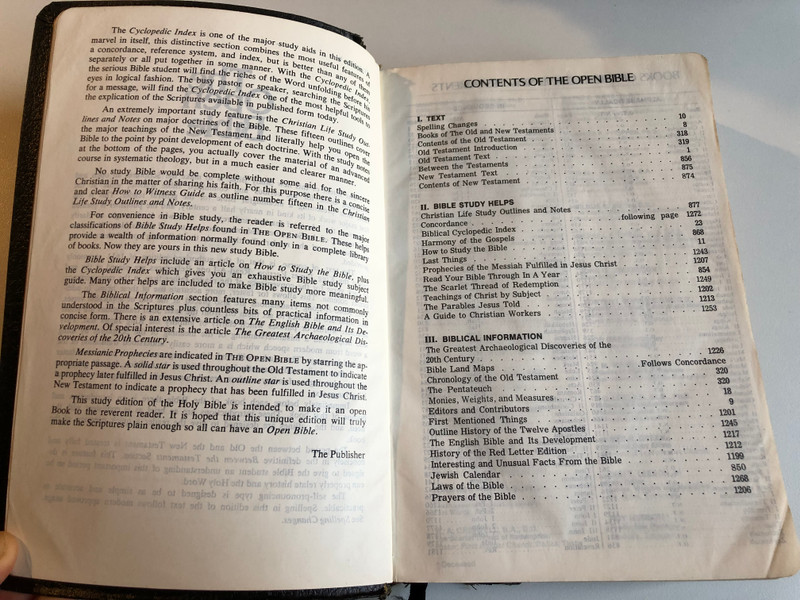 The Cyclopedic Index is one of the major study aids in this edition. A
marvel in itself, this distinctive section combines the most useful features of
a concordance, reference system, and index, but is better than any of them
separately or all put together in some manner. With the Cyclopedic Index,
the serious Bible student will find the riches of the Word unfolding before his
eyes in logical fashion. The busy pastor or speaker, searching the Scriptures
for a message, will find the Cyclopedic Index one of the most helpful tools to
the explication of the Scriptures available in published form today.
An extremely important study feature is the Christian Life Study Out-
lines and Notes on major doctrines of the Bible. These fifteen outlines cover
the major teachings of the New Testament and literally help you open the
Bible to the point by point development of each doctrine. With the study notes
at the bottom of the pages, you actually cover the material of an advanced
course in systematic theology, but in a much easier and clearer manner.
No study Bible would be complete without some aid for the sincere
Christian in the matter of sharing his faith. For this purpose there is a concise
and clear How to Witness Guide as outline number fifteen in the Christian
Life Study Outlines and Notes.
For convenience in Bible study, the reader is referred to the major
classifications of Bible Study Helps found in THE OPEN BIBLE. These helps
provide a wealth of information normally found only in a complete library
of books. Now they are yours in this new study Bible.
Bible Study Helps include an article on How to Study the Bible, plus
the Cyclopedic Index which gives you an exhaustive Bible study subject
guide. Many other helps are included to make Bible study more meaningful.
The Biblical Information section features many items not commonly
understood in the Scriptures plus countless bits of practical information in
concise form. There is an extensive article on The English Bible and Its De-
velopment. Of special interest is the article The Greatest Archaeological Dis-
coveries of the 20th Century.
Messianic Prophecies are indicated in THE OPEN BIBLE by starring the ap-
propriate passage. A solid star is used throughout the Old Testament to indicate
a prophecy later fulfilled in Jesus Christ. An outline star is used throughout the
New Testament to indicate a prophecy that has been fulfilled in Jesus Christ.
This study edition of the Holy Bible is intended to make it an open
Book to the reverent reader. It is hoped that this unique edition will truly
make the Scriptures plain enough so all can have an Open Bible.
The Publisher
CONTENTS OF THE OPEN BIBLE
I. TEXT
Spelling Changes 10
Books of The Old and New Testaments 8
Contents of the Old Testament 318
Old Testament Introduction 319
Old Testament Text 1
Between the Testaments 856
New Testament Text 875
Contents of New Testament 874
II. BIBLE STUDY HELPS
Christian Life Study Outlines and Notes 877
Concordance following page 1272
Biblical Cyclopedic Index 23
Harmony of the Gospels 868
How to Study the Bible 11
Last Things 1243
Prophecies of the Messiah Fulfilled in Jesus Christ 1207
Read Your Bible Through In A Year 854
The Scarlet Thread of Redemption 1249
Teachings of Christ by Subject 1202
The Parables Jesus Told 1213
A Guide to Christian Workers 1253
III. BIBLICAL INFORMATION
The Greatest Archaeological Discoveries of the
20th Century 1226
Bible Land Maps Follows Concordance
Chronology of the Old Testament 320
The Pentateuch 320
Monies, Weights, and Measures 18
Editors and Contributors 9
First Mentioned Things 1201
Outline History of the Twelve Apostles 1245
The English Bible and Its Development 1217
History of the Red Letter Edition 1212
Interesting and Unusual Facts From the Bible 1199
Jewish Calendar 850
Laws of the Bible 1268
Prayers of the Bible 1206